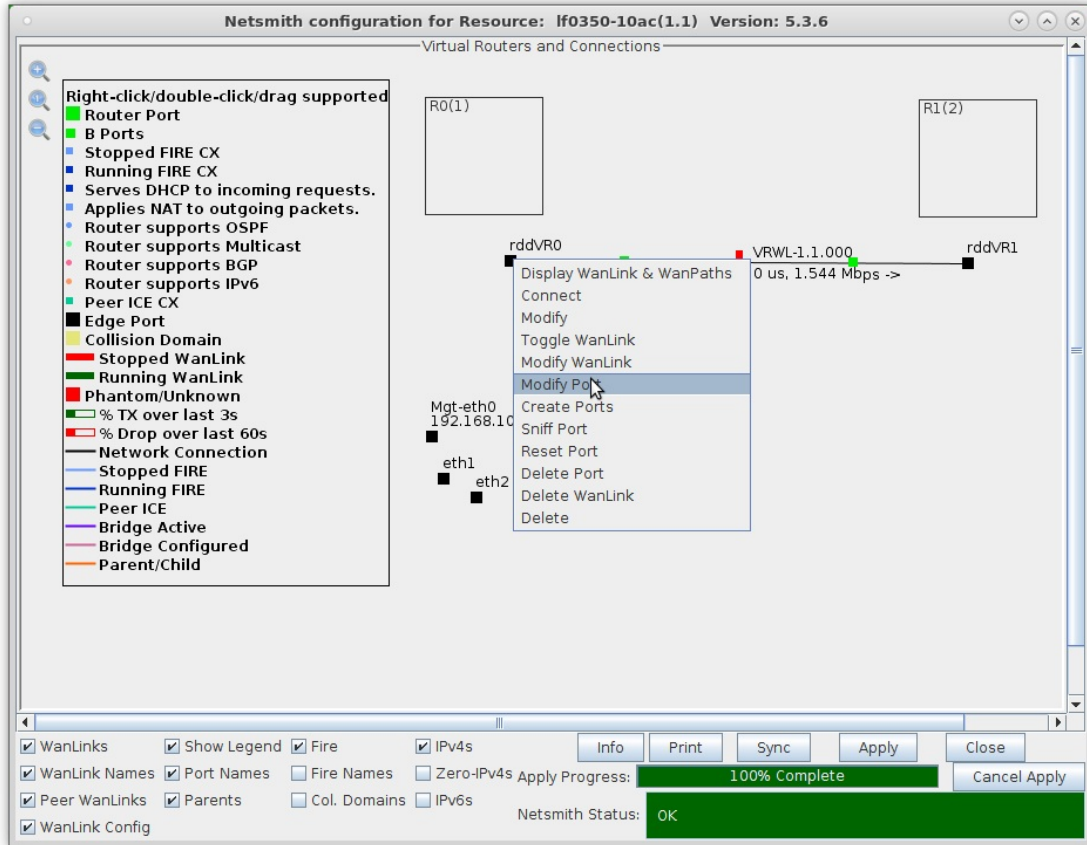 Netsmith configuration for Resource: lf0350-10ac(1.1) Version: 5.3.6
Virtual Routers and Connections
Right-click/double-click/drag supported
Router Port
B Ports
Stopped FIRE CX
Running FIRE CX
Serves DHCP to incoming requests.
Applies NAT to outgoing packets.
Router supports OSPF
Router supports Multicast
Router supports BGP
Router supports IPv6
Peer ICE CX
Edge Port
Collision Domain
Stopped WanLink
Running WanLink
Phantom/Unknown
% TX over last 3s
% Drop over last 60s
Network Connection
Stopped FIRE
Running FIRE
Peer ICE
Bridge Active
Bridge Configured
Parent/Child
R0(1)
R1(2)
rddVR0
VRWL-1.1.000
0 us, 1.544 Mbps ->
rddVR1
Display WanLink & WanPaths
Connect
Modify
Toggle WanLink
Modify WanLink
Modify Port
Create Ports
Sniff Port
Reset Port
Delete Port
Delete WanLink
Delete
Mgt-eth0
192.168.10
eth1
eth2
WanLinks Show Legend Fire IPv4s Info Print Sync Apply Close
WanLink Names Port Names Fire Names Zero-IPv4s Apply Progress: 100% Complete Cancel Apply
Peer WanLinks Parents Col. Domains IPv6s
Netsmith Status: OK
WanLink Config